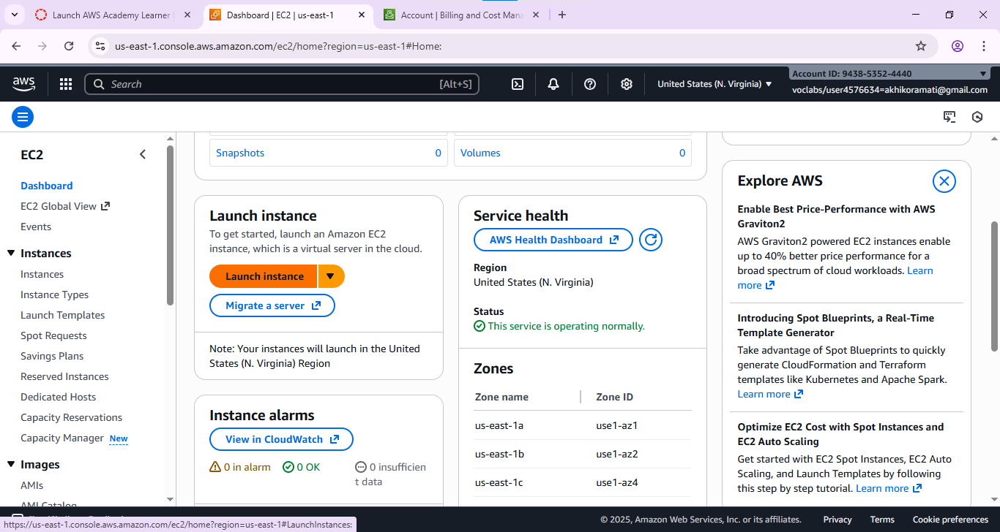 Launch AWS Academy Learner L
Dashboard | EC2 | us-east-1
Account | Billing and Cost Mana
us-east-1.console.aws.amazon.com/ec2/home?region=us-east-1#Home:
aws
Search
[Alt+S]
United States (N. Virginia)
Account ID: 9438-5352-4440
voclabs/user4576634=akhikoramati@gmail.com
EC2
Dashboard
EC2 Global View
Events
Instances
Instances
Instance Types
Launch Templates
Spot Requests
Savings Plans
Reserved Instances
Dedicated Hosts
Capacity Reservations
Capacity Manager New
Images
AMIs
AMI Catalog
Snapshots 0
Volumes 0
Launch instance
To get started, launch an Amazon EC2
instance, which is a virtual server in the cloud.
Launch instance
Migrate a server
Note: Your instances will launch in the United
States (N. Virginia) Region
Instance alarms
View in CloudWatch
0 in alarm
0 OK
0 insufficien
t data
Service health
AWS Health Dashboard
Region
United States (N. Virginia)
Status
This service is operating normally.
Zones
Zone name Zone ID
us-east-1a use1-az1
us-east-1b use1-az2
us-east-1c use1-az4
Explore AWS
Enable Best Price-Performance with AWS
Graviton2
AWS Graviton2 powered EC2 instances enable
up to 40% better price performance for a
broad spectrum of cloud workloads. Learn
more
Introducing Spot Blueprints, a Real-Time
Template Generator
Take advantage of Spot Blueprints to quickly
generate CloudFormation and Terraform
templates like Kubernetes and Apache Spark.
Learn more
Optimize EC2 Cost with Spot Instances and
EC2 Auto Scaling
Get started with EC2 Spot Instances, EC2 Auto
Scaling, and Launch Templates by following
this step by step tutorial. Learn more
https://us-east-1.console.aws.amazon.com/ec2/home?region=us-east-1#LaunchInstances:
© 2025, Amazon Web Services, Inc. or its affiliates.
Privacy
Terms
Cookie preferences